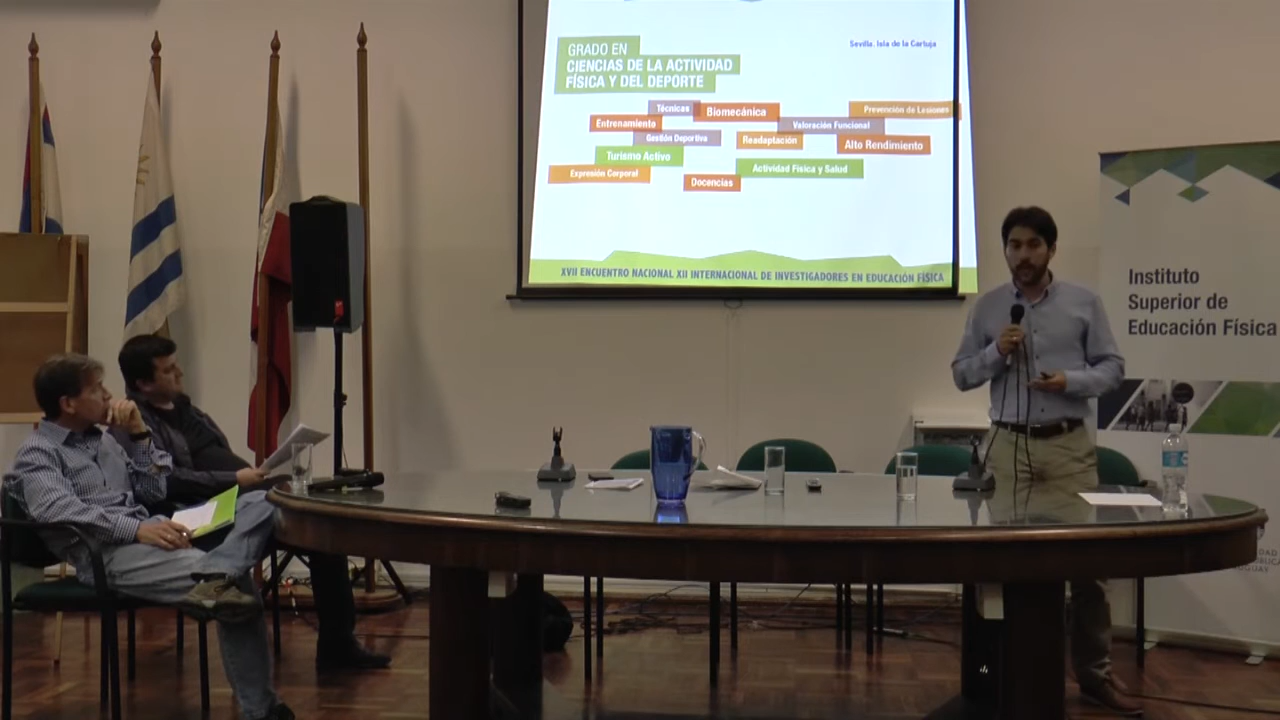 Sevilla. Isla de la Cartuja
GRADO EN
CIENCIAS DE LA ACTIVIDAD
FÍSICA Y DEL DEPORTE
Técnicas
Biomecánica
Prevención de Lesiones
Entrenamiento
Valoración Funcional
Gestión Deportiva
Readaptación
Alto Rendimiento
Turismo Activo
Actividad Física y Salud
Expresión Corporal
Docencias
XVII ENCUENTRO NACIONAL XII INTERNACIONAL DE INVESTIGADORES EN EDUCACIÓN FÍSICA
Instituto
Superior de
Educación Física